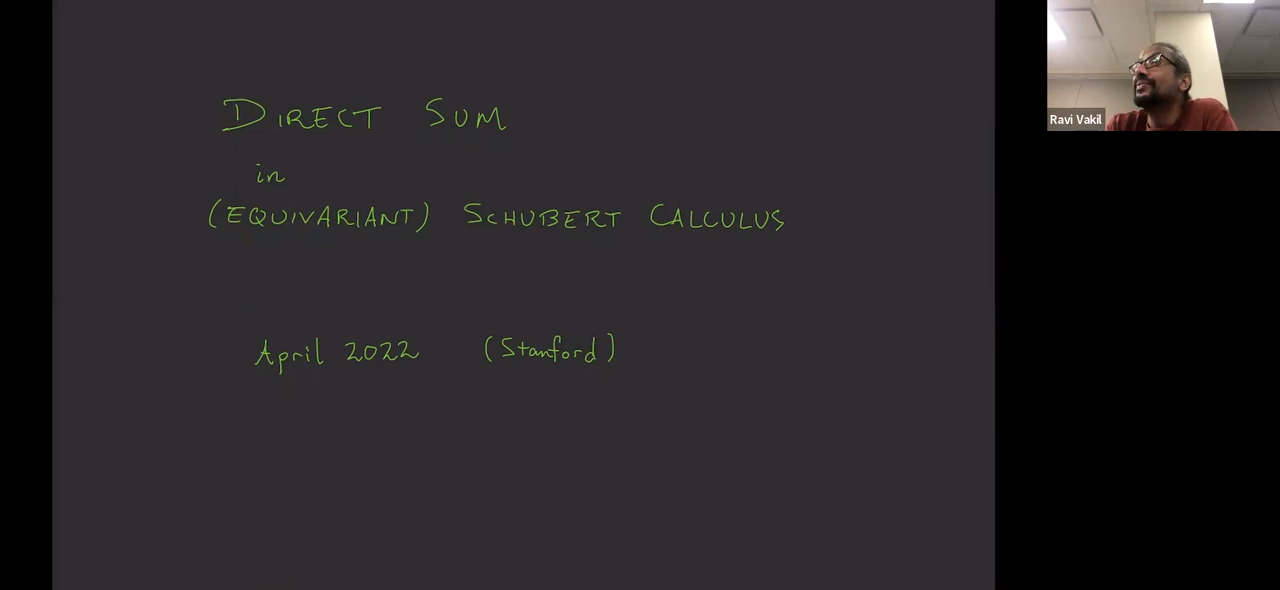 DIRECT SUM
in
(EQUIVARIANT) SCHUBERT CALCULUS
April 2022 (Stanford)
Ravi Vakil